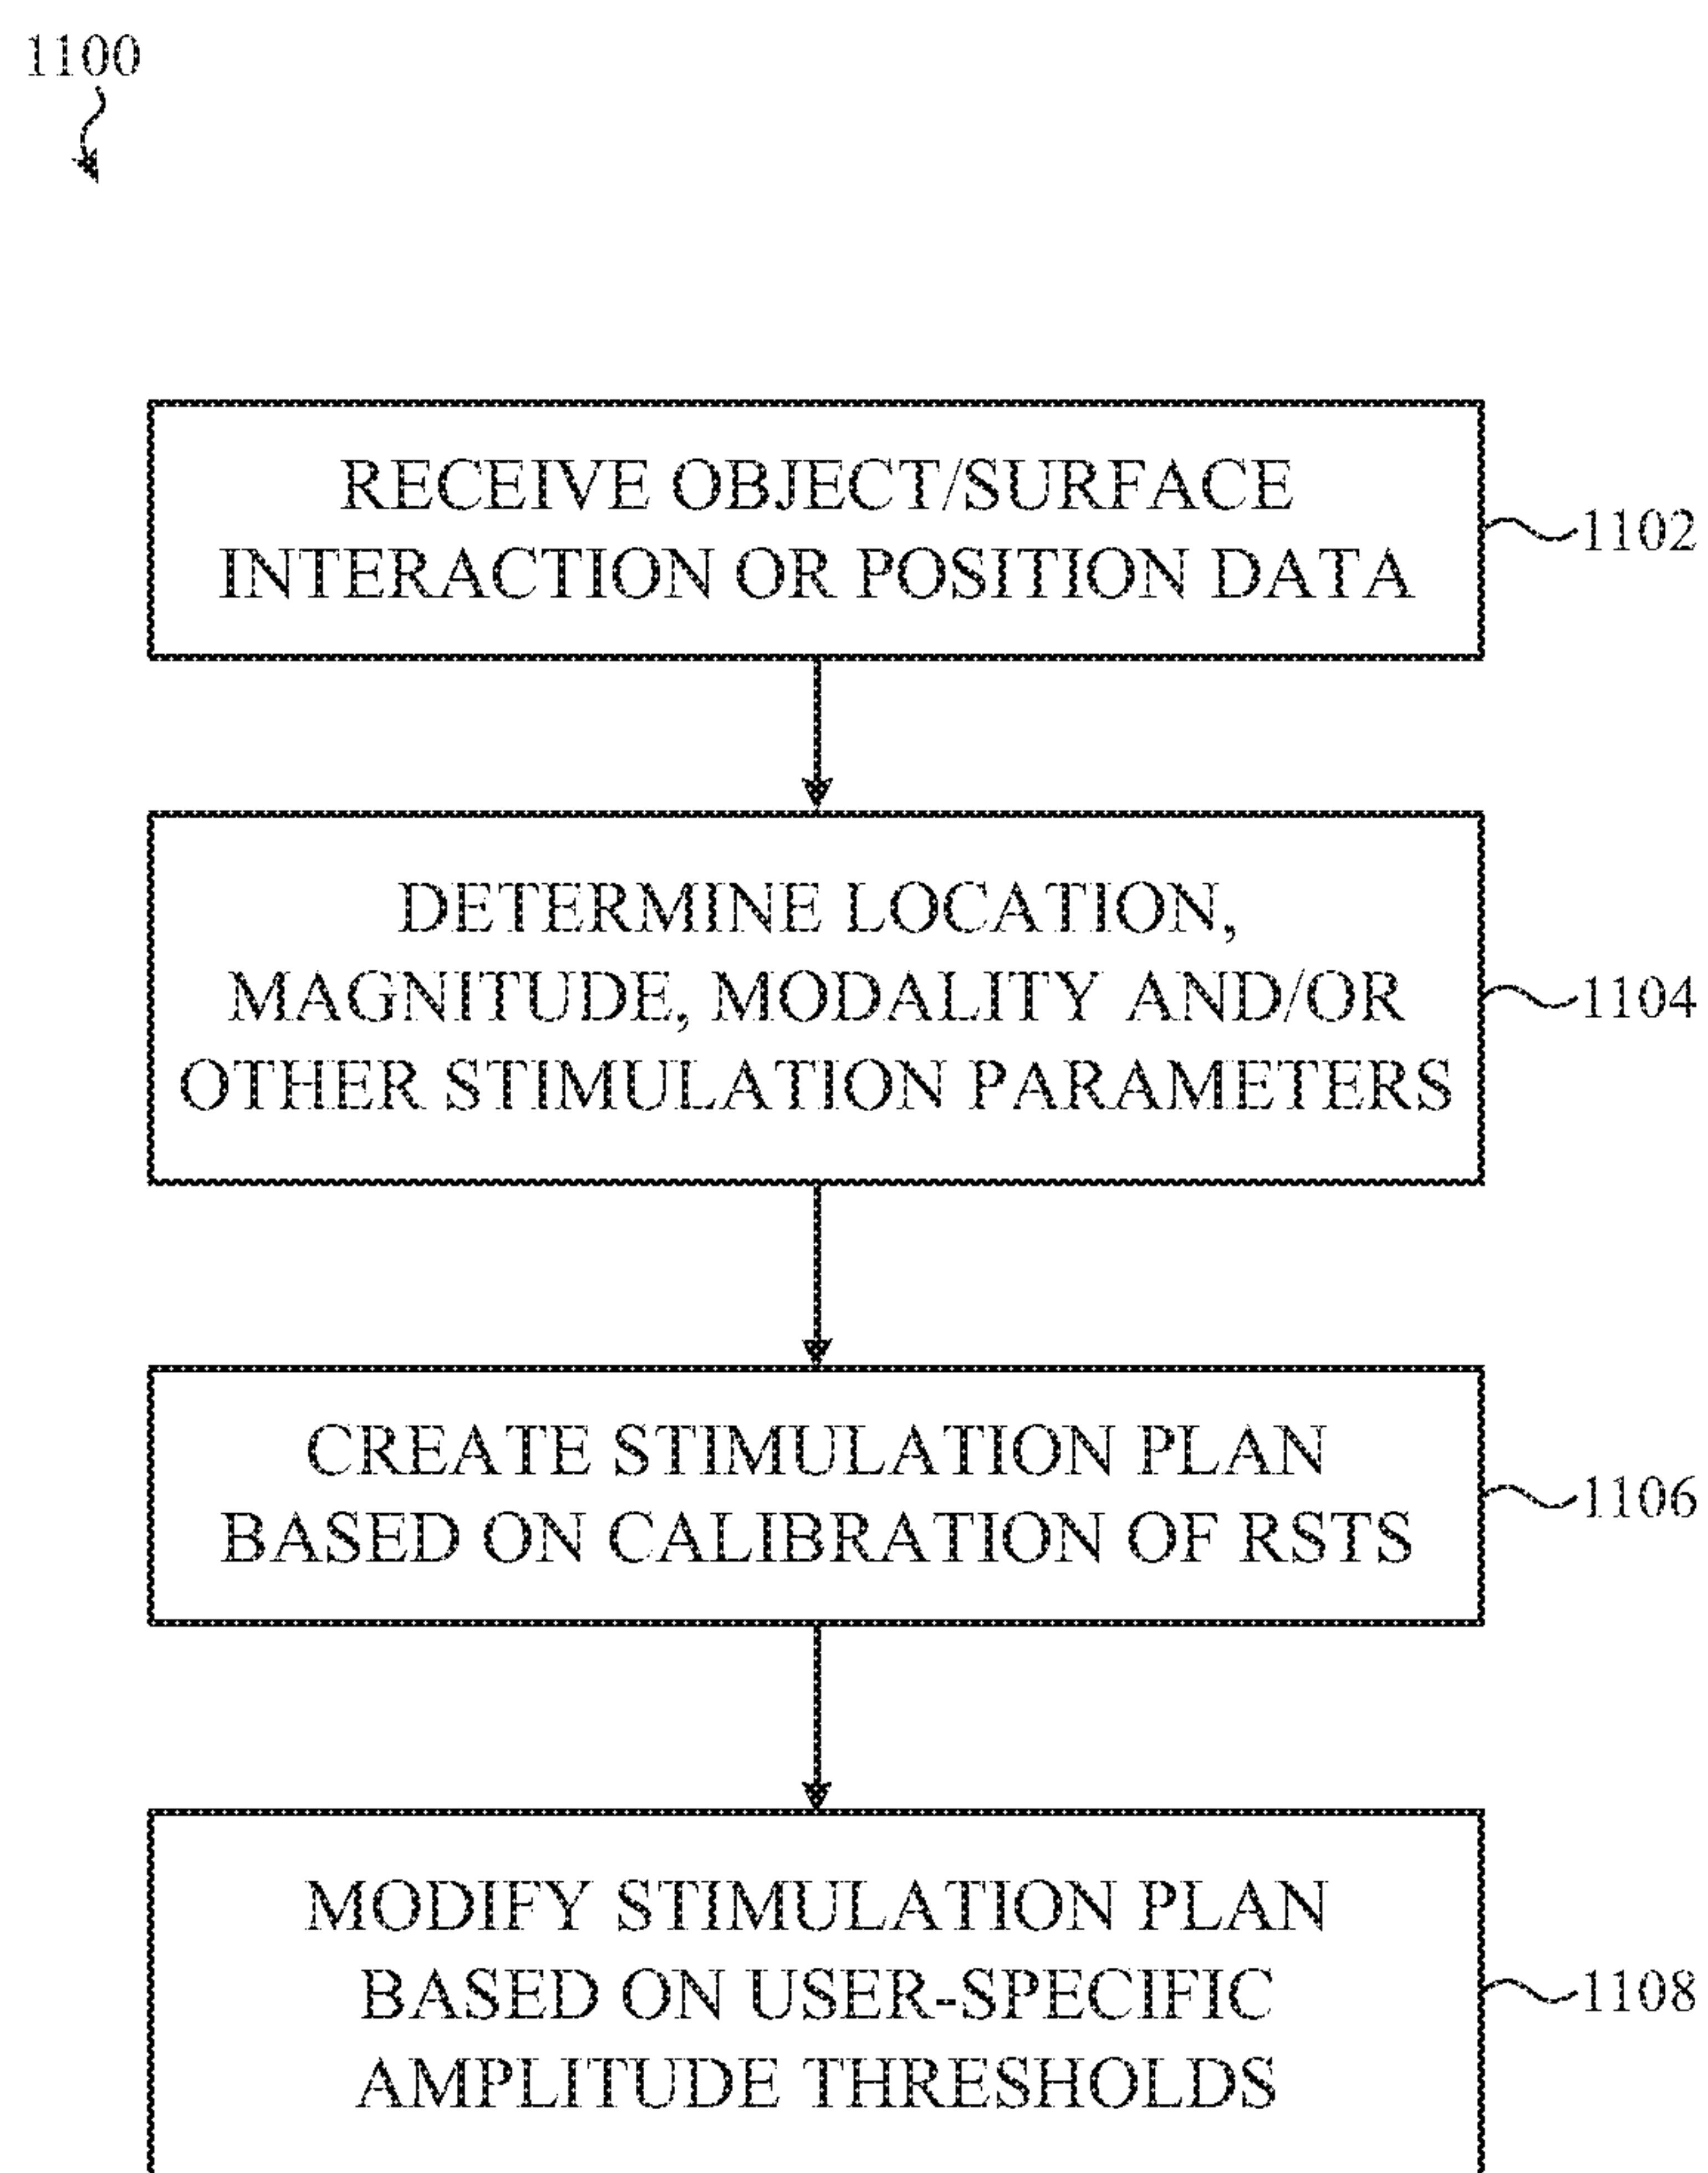 1100
RECEIVE OBJECT/SURFACE
INTERACTION OR POSITION DATA
1102
DETERMINE LOCATION,
MAGNITUDE, MODALITY AND/OR
OTHER STIMULATION PARAMETERS
1104
CREATE STIMULATION PLAN
BASED ON CALIBRATION OF RSTS
1106
MODIFY STIMULATION PLAN
BASED ON USER-SPECIFIC
AMPLITUDE THRESHOLDS
1108